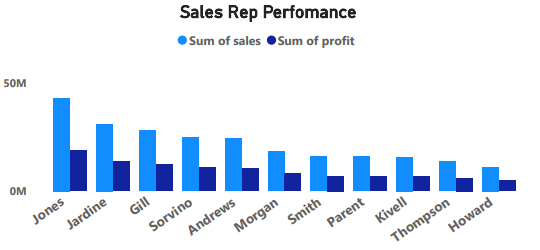 Sales Rep Perfomance
Sum of sales Sum of profit
50M
0M
Jones
Jardine
Gill
Sorvino
Andrews
Morgan
Smith
Parent
Kivell
Thompson
Howard